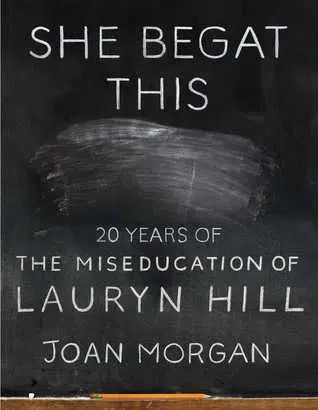 SHE BEGAT
THIS
20 YEARS OF
THE MISEDUCATION OF
LAURYN HILL
JOAN MORGAN